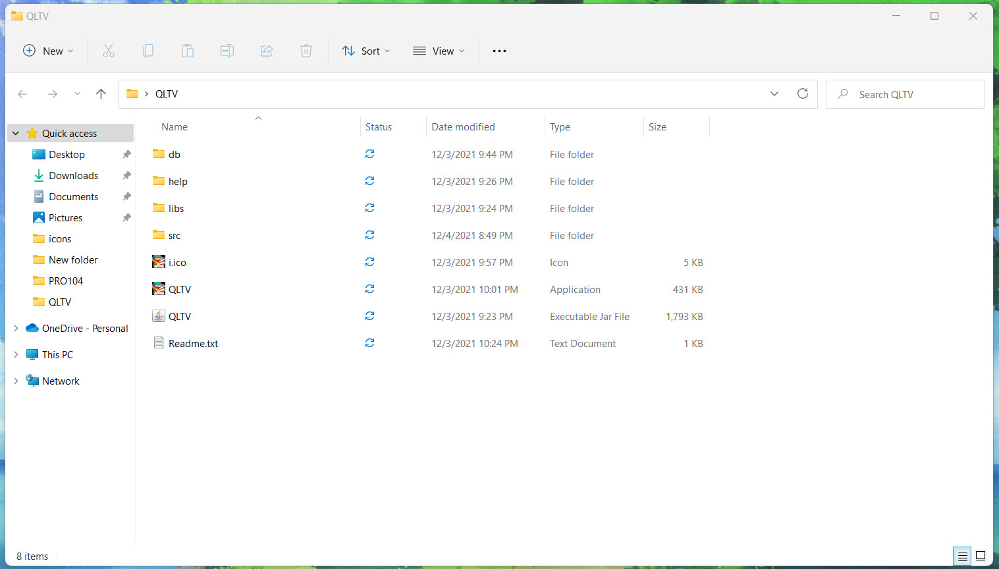 QLTV
New
Sort
View
QLTV
Search QLTV
Name Status Date modified Type Size
Quick access
Desktop
Downloads
Documents
Pictures
icons
New folder
PRO104
QLTV
OneDrive - Personal
This PC
Network
db 12/3/2021 9:44 PM File folder
help 12/3/2021 9:26 PM File folder
libs 12/3/2021 9:24 PM File folder
src 12/4/2021 8:49 PM File folder
i.ico 12/3/2021 9:57 PM Icon 5 KB
QLTV 12/3/2021 10:01 PM Application 431 KB
QLTV 12/3/2021 9:23 PM Executable Jar File 1,793 KB
Readme.txt 12/3/2021 10:24 PM Text Document 1 KB
8 items